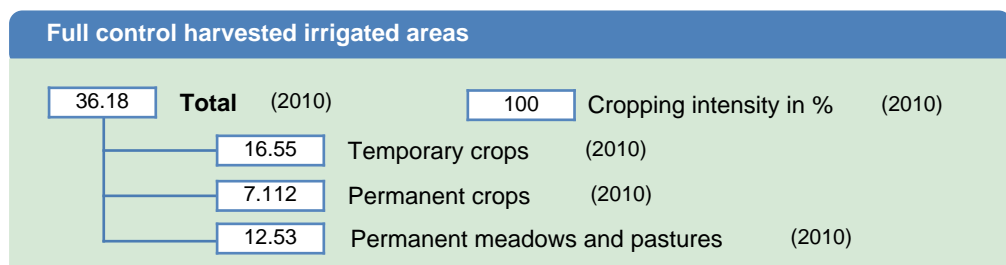 Full control harvested irrigated areas
36.18 Total (2010) 100 Cropping intensity in % (2010)
16.55 Temporary crops (2010)
7.112 Permanent crops (2010)
12.53 Permanent meadows and pastures (2010)